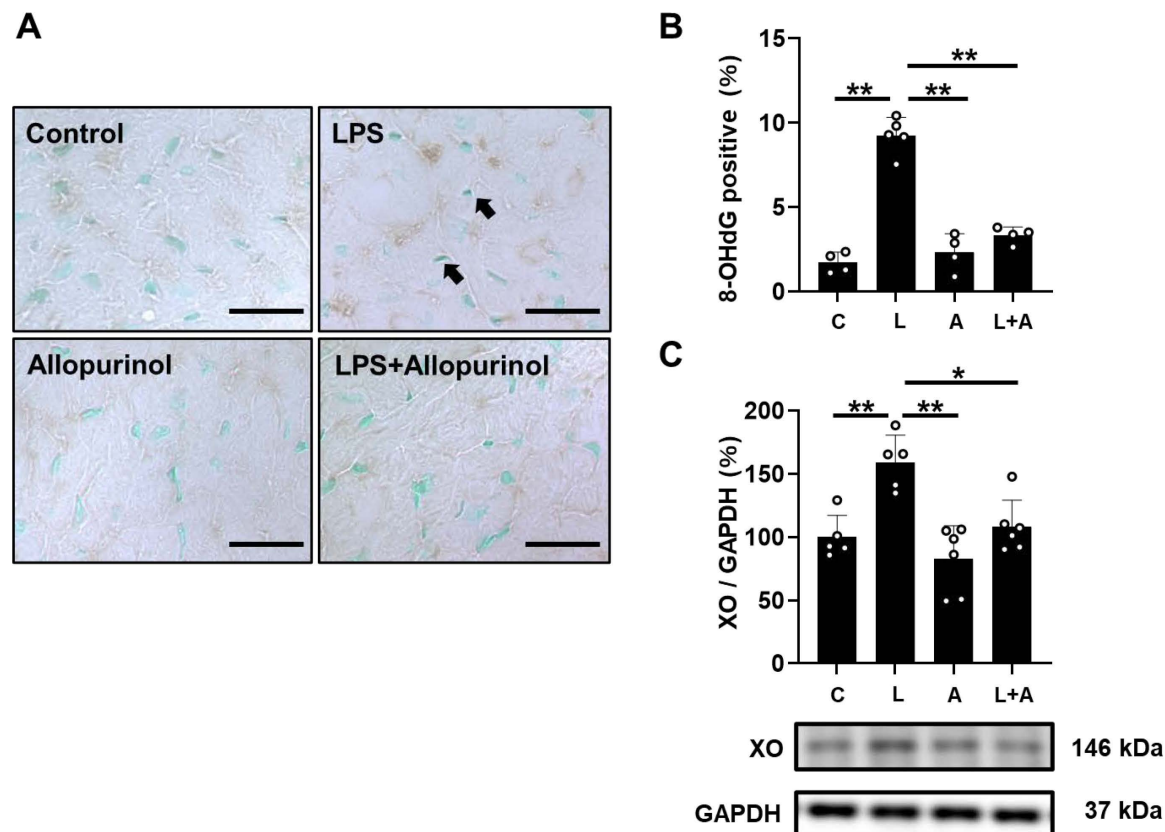 A
Control
LPS
Allopurinol
LPS+Allopurinol
B
8-OHdG positive (%)
15
10
5
0
**
**
**
C
L
A
L+A
C
XO / GAPDH (%)
200
150
100
50
0
*
**
**
C
L
A
L+A
XO
146 kDa
GAPDH
37 kDa